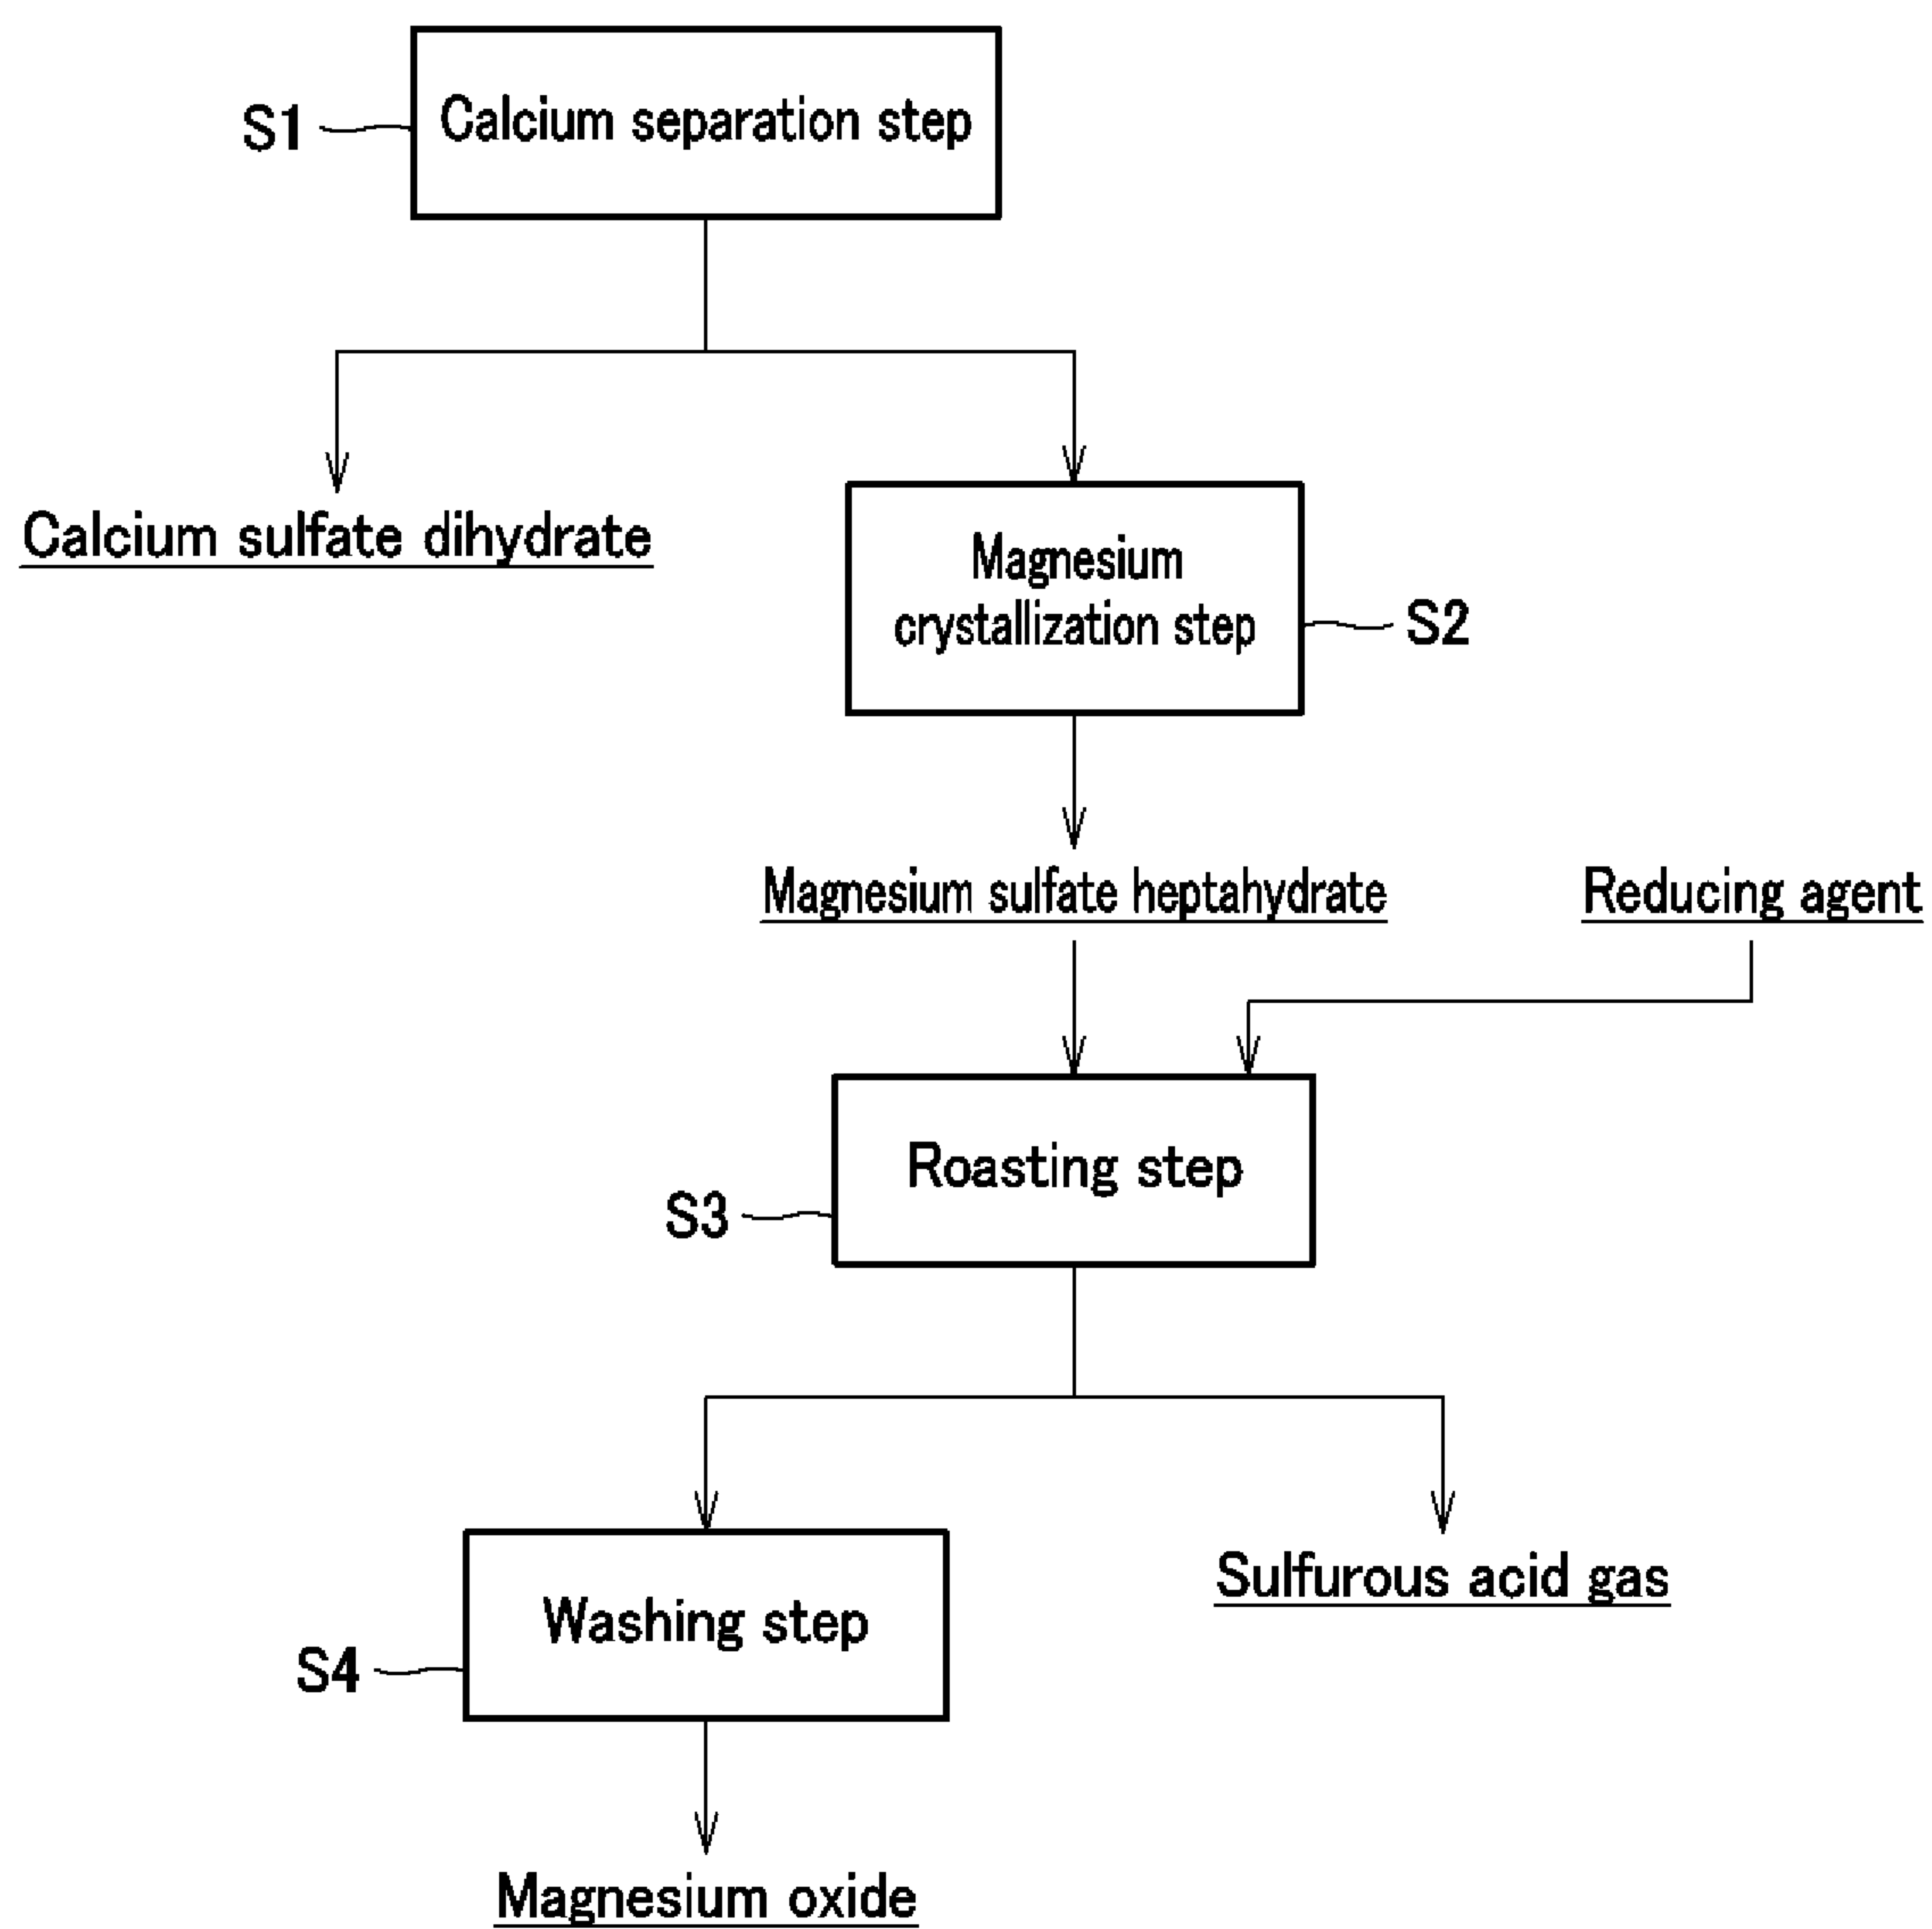 S1
Calcium separation step
Calcium sulfate dihydrate
Magnesium
crystallization step
S2
Magnesium sulfate heptahydrate
Reducing agent
Roasting step
S3
Sulfurous acid gas
Washing step
S4
Magnesium oxide